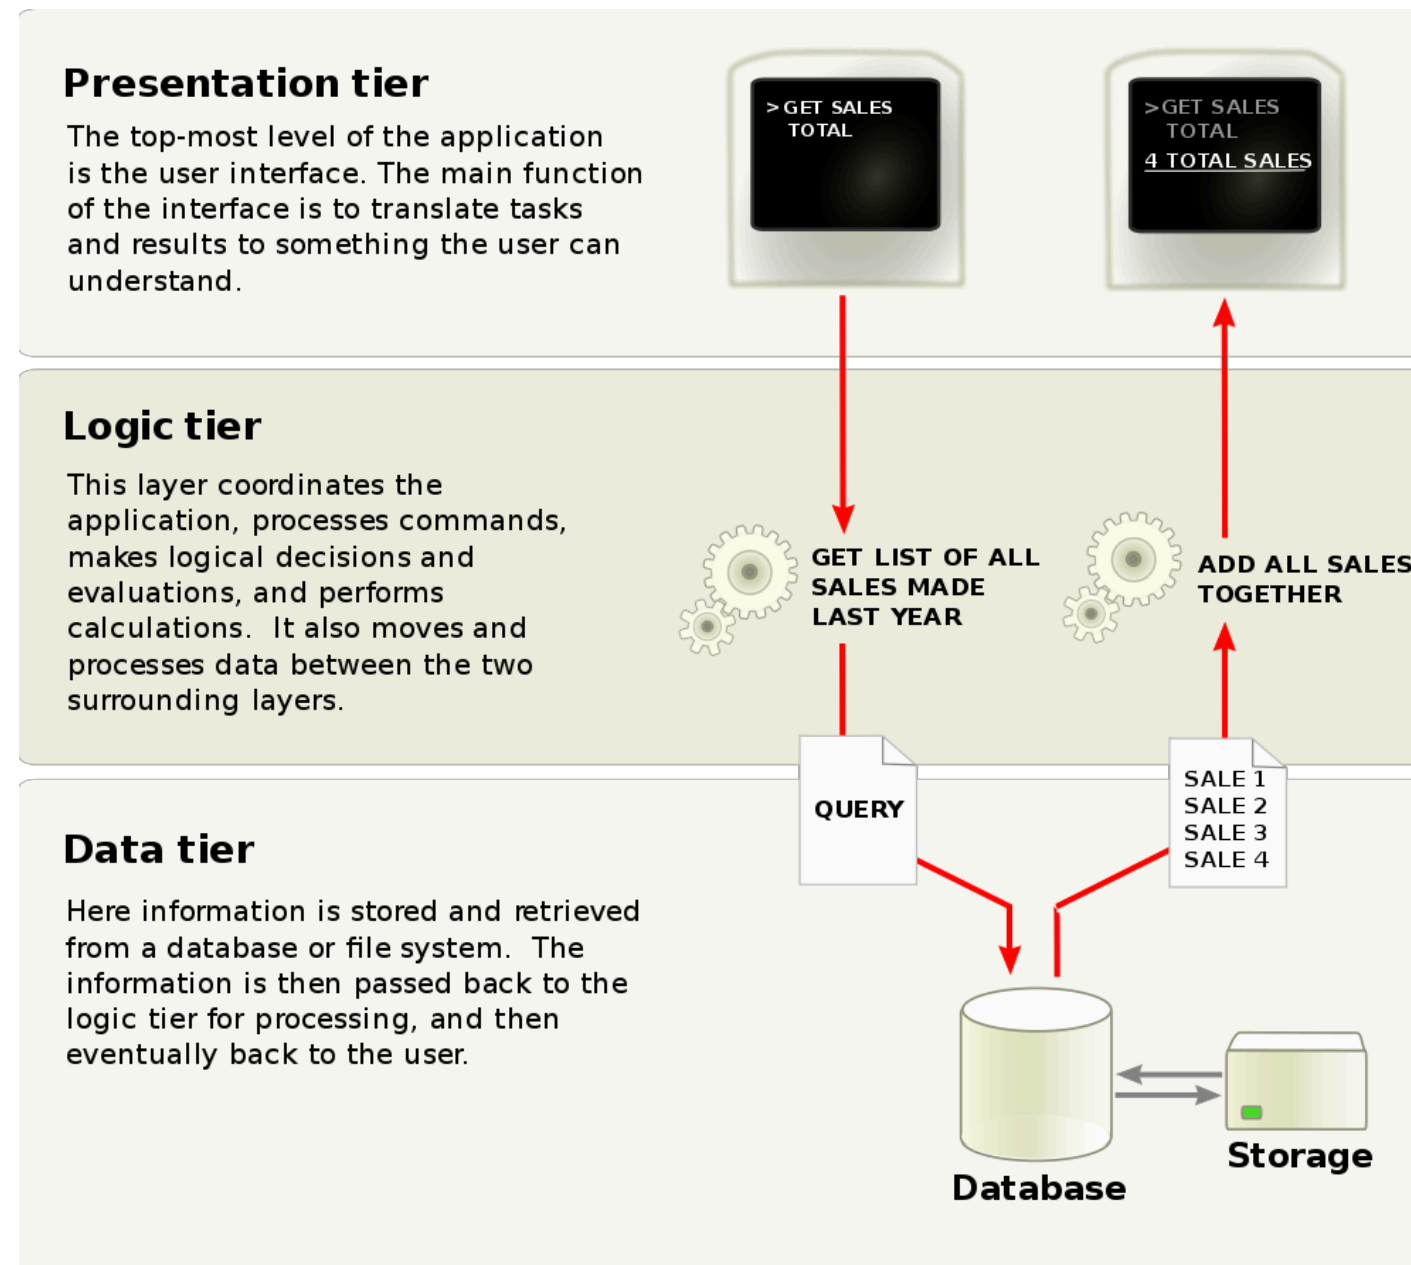 Presentation tier
The top-most level of the application
is the user interface. The main function
of the interface is to translate tasks
and results to something the user can
understand.
> GET SALES
TOTAL
>GET SALES
TOTAL
4 TOTAL SALES
Logic tier
This layer coordinates the
application, processes commands,
makes logical decisions and
evaluations, and performs
calculations.  It also moves and
processes data between the two
surrounding layers.
GET LIST OF ALL
SALES MADE
LAST YEAR
ADD ALL SALES
TOGETHER
QUERY
SALE 1
SALE 2
SALE 3
SALE 4
Data tier
Here information is stored and retrieved
from a database or file system.  The
information is then passed back to the
logic tier for processing, and then
eventually back to the user.
Database
Storage